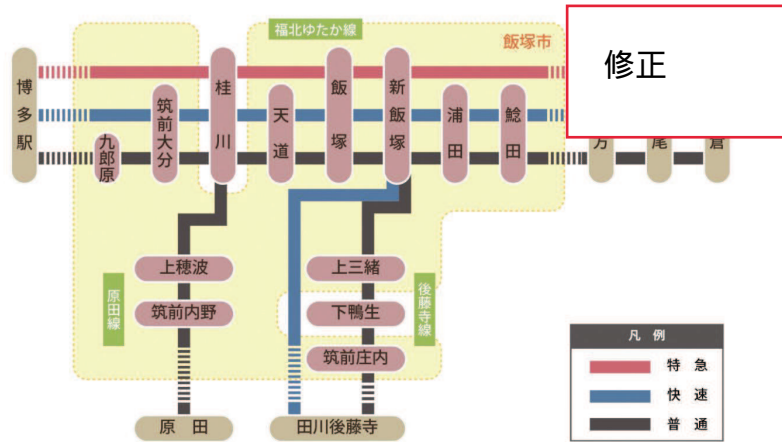 福北ゆたか線
飯塚市
修正
博多駅
九郎原
筑前大分
桂川
天道
飯塚
新飯塚
浦田
鯰田
方
尾
倉
上穂波
筑前内野
原田線
上三緒
下鴨生
筑前庄内
後藤寺線
原田
田川後藤寺
凡例
特急
快速
普通